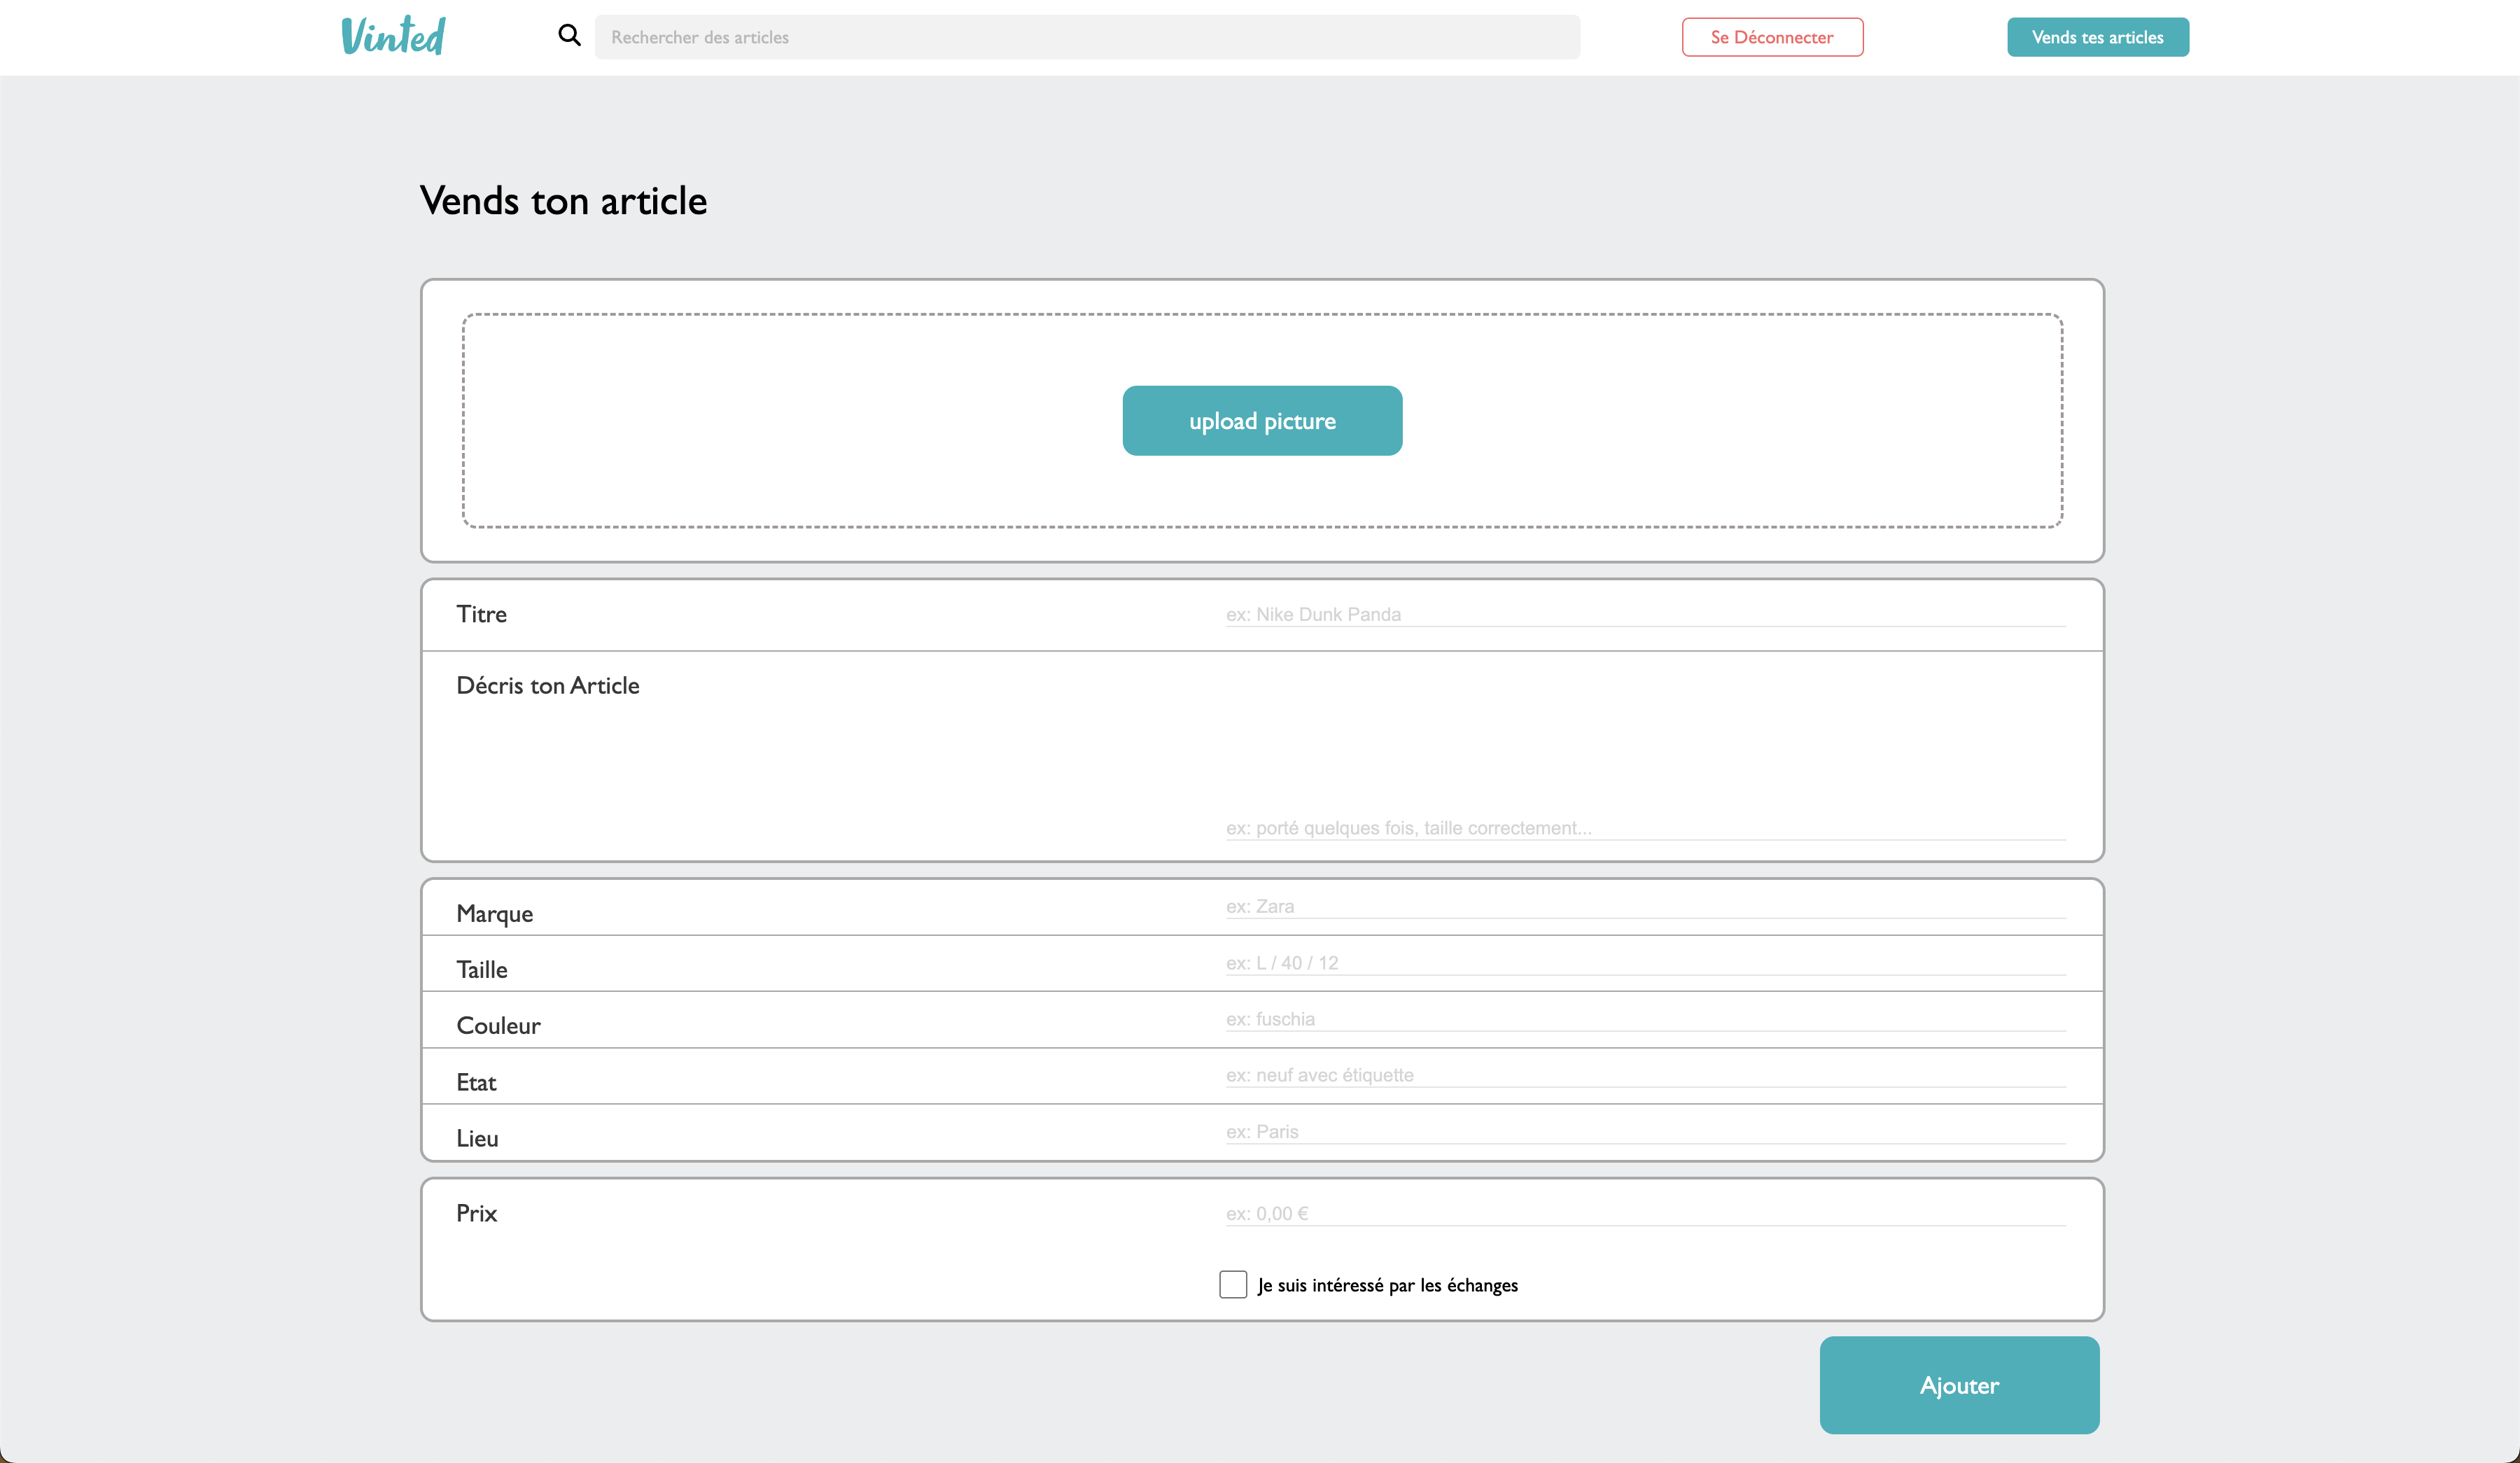 Vinted
Rechercher des articles
Se Déconnecter
Vends tes articles
Vends ton article
upload picture
Titre
ex: Nike Dunk Panda
Décris ton Article
ex: porté quelques fois, taille correctement...
Marque
ex: Zara
Taille
ex: L / 40 / 12
Couleur
ex: fuschia
Etat
ex: neuf avec étiquette
Lieu
ex: Paris
Prix
ex: 0,00 €
Je suis intéressé par les échanges
Ajouter